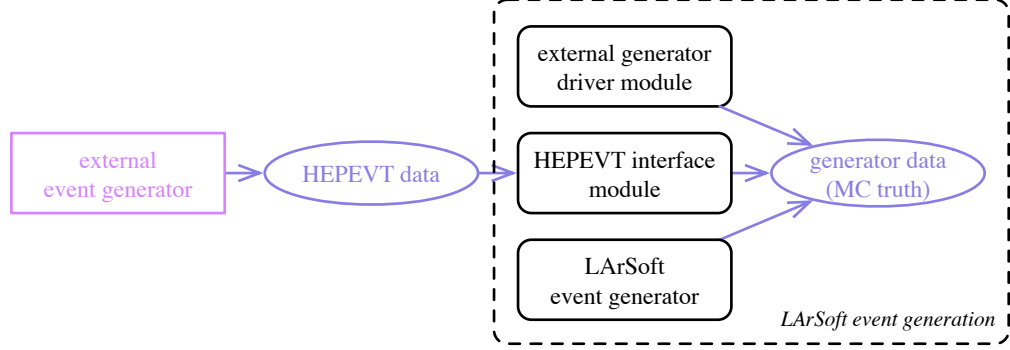 external
event generator
HEPEVT data
external generator
driver module
HEPEVT interface
module
LArSoft
event generator
generator data
(MC truth)
LArSoft event generation